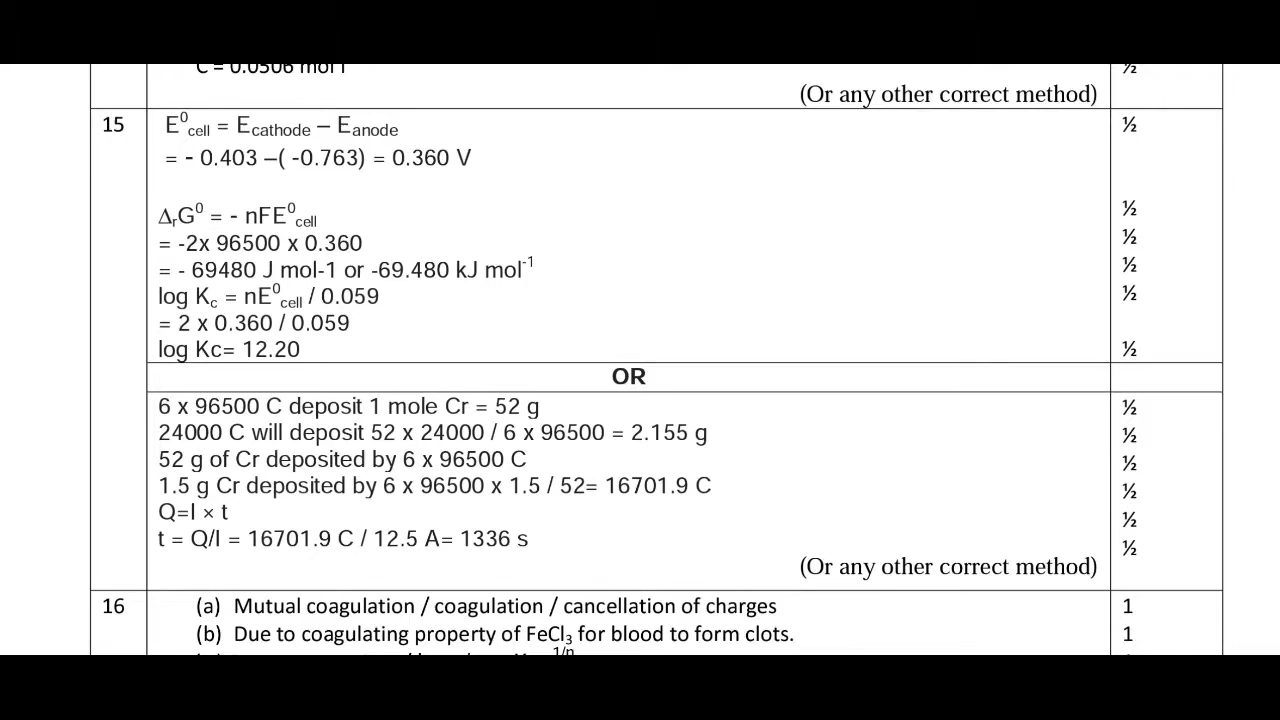 C = 0.0506 mol l ½
(Or any other correct method)
15 E⁰cell = Ecathode – Eanode ½
= - 0.403 –( -0.763) = 0.360 V
ΔrG⁰ = - nFE⁰cell ½
= -2x 96500 x 0.360 ½
= - 69480 J mol-1 or -69.480 kJ mol⁻¹ ½
log Kc = nE⁰cell / 0.059 ½
= 2 x 0.360 / 0.059
log Kc= 12.20 ½
OR
6 x 96500 C deposit 1 mole Cr = 52 g ½
24000 C will deposit 52 x 24000 / 6 x 96500 = 2.155 g ½
52 g of Cr deposited by 6 x 96500 C ½
1.5 g Cr deposited by 6 x 96500 x 1.5 / 52= 16701.9 C ½
Q=I × t ½
t = Q/I = 16701.9 C / 12.5 A= 1336 s ½
(Or any other correct method)
16 (a) Mutual coagulation / coagulation / cancellation of charges 1
(b) Due to coagulating property of FeCl₃ for blood to form clots. 1
1/n